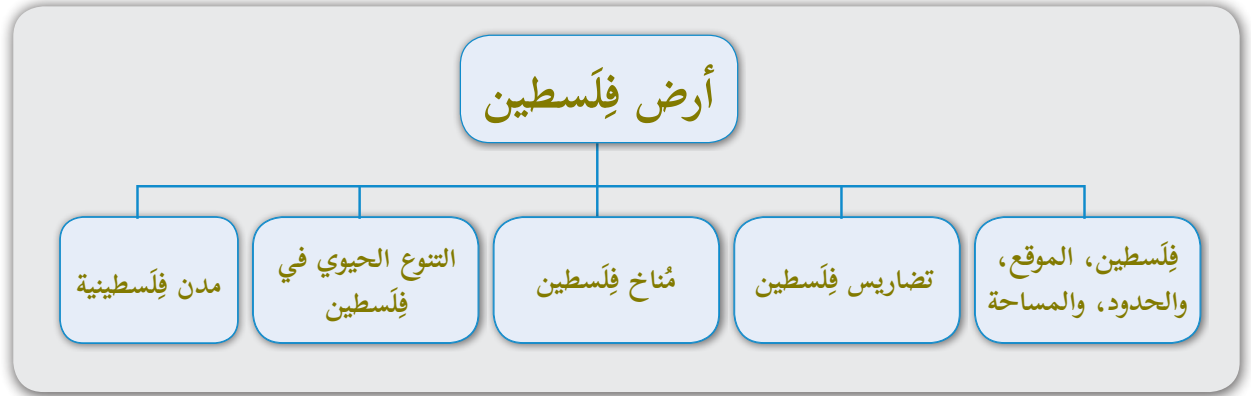 أرض فِلَسطين
فِلَسطين، الموقع،
والحدود، والمساحة
تضاريس فِلَسطين
مُناخ فِلَسطين
التنوع الحيوي في
فِلَسطين
مدن فِلَسطينية